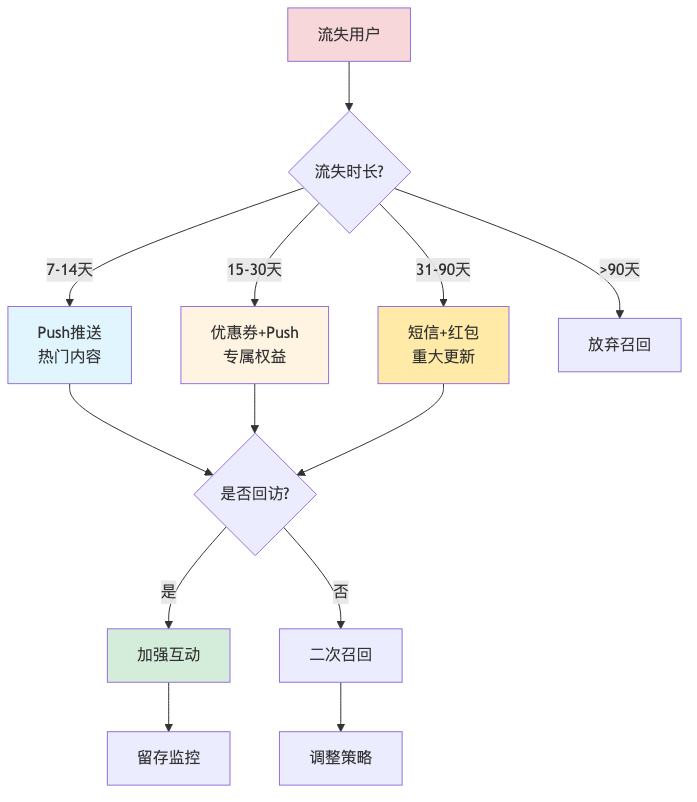 流失用户
流失时长?
7-14天
15-30天
31-90天
>90天
Push推送
热门内容
优惠券+Push
专属权益
短信+红包
重大更新
放弃召回
是否回访?
是
否
加强互动
二次召回
留存监控
调整策略